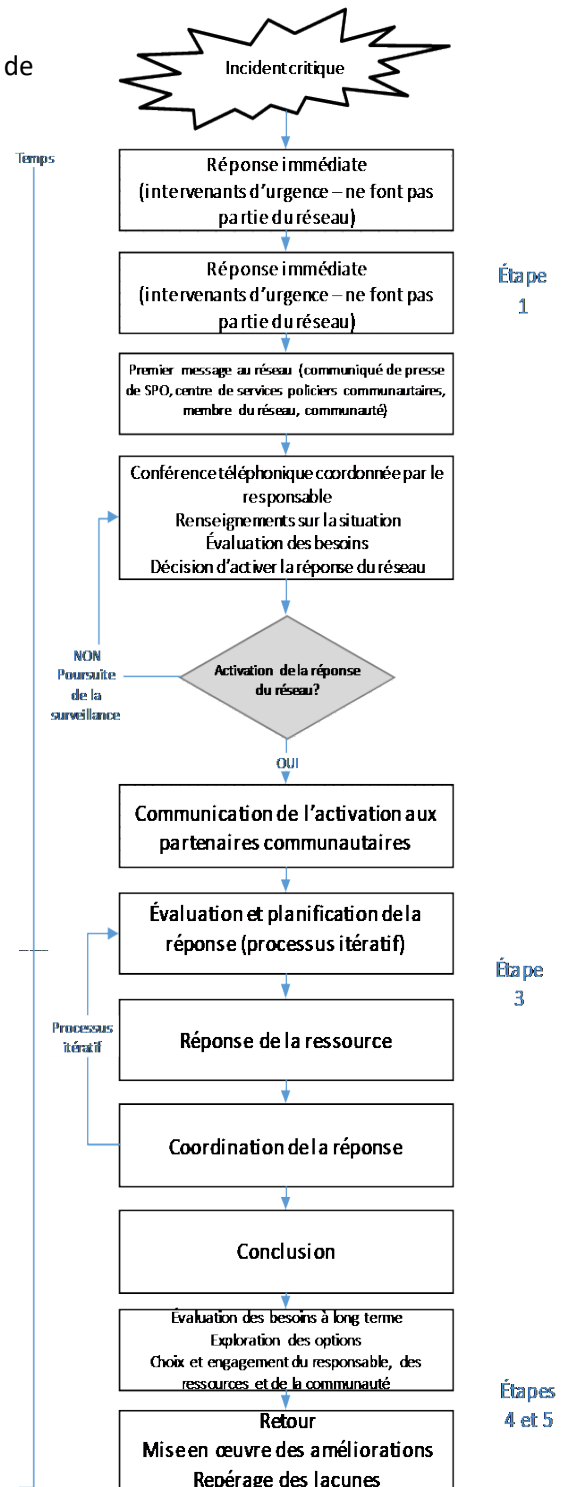 de
Incident critique
Temps
Réponse immédiate
(intervenants d'urgence – ne font pas
partie du réseau)
Réponse immédiate
(intervenants d'urgence – ne font pas
partie du réseau)
Étape
1
Premier message au réseau (communiqué de presse
de SPO, centre de services policiers communautaires,
membre du réseau, communauté)
Conférence téléphonique coordonnée par le
responsable
Renseignements sur la situation
Évaluation des besoins
Décision d'activer la réponse du réseau
NON
Poursuite
de la
surveillance
Activation de la réponse
du réseau?
OUI
Communication de l'activation aux
partenaires communautaires
Évaluation et planification de la
réponse (processus itératif)
Étape
3
Processus
itératif
Réponse de la ressource
Coordination de la réponse
Conclusion
Évaluation des besoins à long terme
Exploration des options
Choix et engagement du responsable, des
ressources et de la communauté
Étapes
4 et 5
Retour
Mise en œuvre des améliorations
Repérage des lacunes